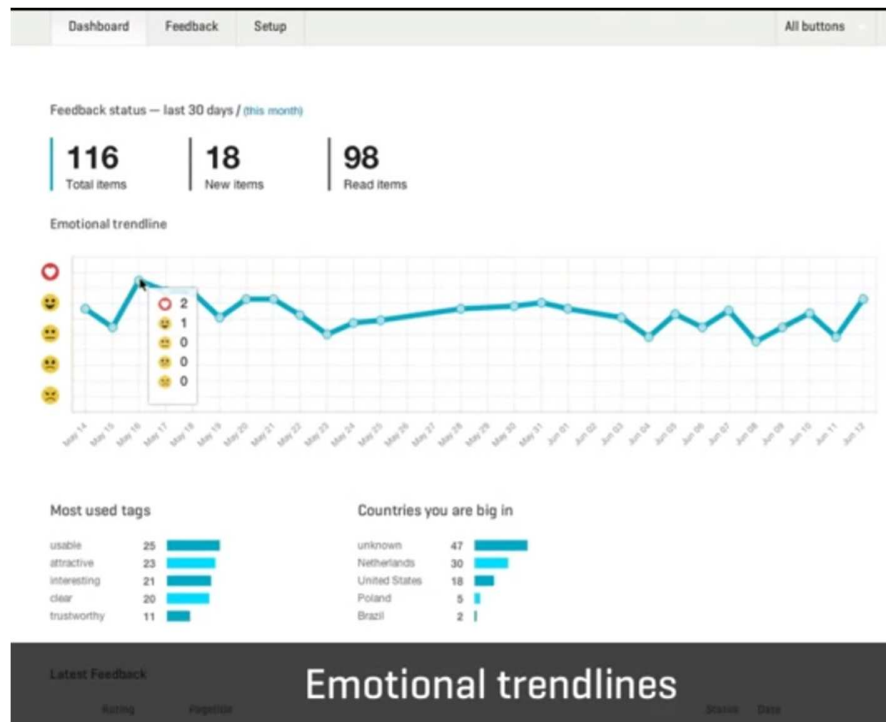 Dashboard Feedback Setup All buttons
Feedback status — last 30 days / (this month)
116 18 98
Total items New items Read items
Emotional trendline
2
1
0
0
0
May 14 May 15 May 16 May 17 May 18 May 19 May 20 May 21 May 22 May 23 May 24 May 25 May 26 May 27 May 28 May 29 May 30 May 31 Jun 01 Jun 02 Jun 03 Jun 04 Jun 05 Jun 06 Jun 07 Jun 08 Jun 09 Jun 10 Jun 11 Jun 12
Most used tags Countries you are big in
usable 25 unknown 47
attractive 23 Netherlands 30
interesting 21 United States 18
clear 20 Poland 5
trustworthy 11 Brazil 2
Latest Feedback
Emotional trendlines
Rating Pagetitle Status Date